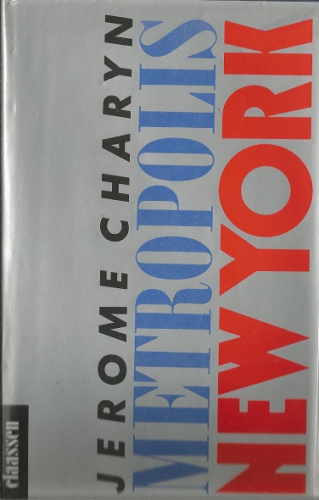 JEROME CHARYN
METROPOLIS
NEW YORK
claassen